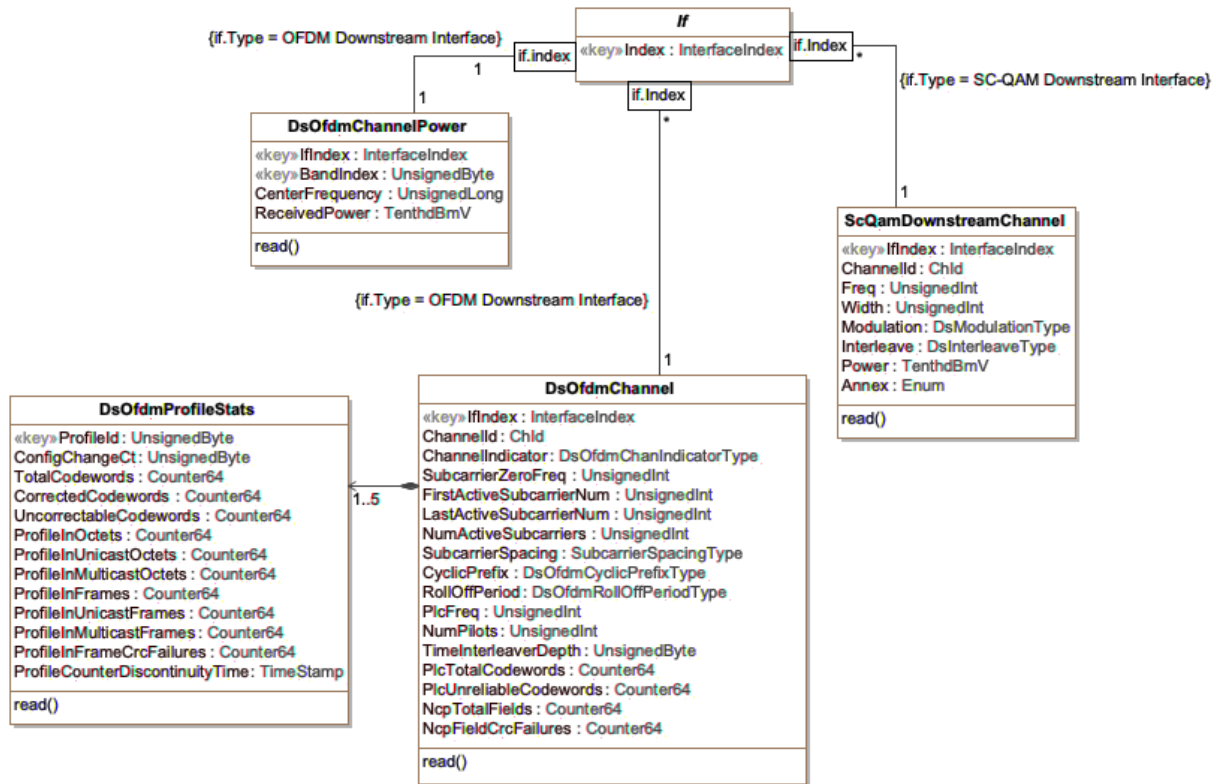 If
«key»Index : InterfaceIndex
{if.Type = OFDM Downstream Interface}
if.index
1
1
if.Index
*
{if.Type = SC-QAM Downstream Interface}
1
if.Index
*
{if.Type = OFDM Downstream Interface}
1
DsOfdmChannelPower
«key»IfIndex : InterfaceIndex
«key»BandIndex : UnsignedByte
CenterFrequency : UnsignedLong
ReceivedPower : TenthdBmV
read()
ScQamDownstreamChannel
«key»IfIndex : InterfaceIndex
ChannelId : ChId
Freq : UnsignedInt
Width : UnsignedInt
Modulation : DsModulationType
Interleave : DsInterleaveType
Power : TenthdBmV
Annex : Enum
read()
DsOfdmProfileStats
«key»ProfileId : UnsignedByte
ConfigChangeCt : UnsignedByte
TotalCodewords : Counter64
CorrectedCodewords : Counter64
UncorrectableCodewords : Counter64
ProfileInOctets : Counter64
ProfileInUnicastOctets : Counter64
ProfileInMulticastOctets : Counter64
ProfileInFrames : Counter64
ProfileInUnicastFrames : Counter64
ProfileInMulticastFrames : Counter64
ProfileInFrameCrcFailures : Counter64
ProfileCounterDiscontinuityTime : TimeStamp
read()
1..5
DsOfdmChannel
«key»IfIndex : InterfaceIndex
ChannelId : ChId
ChannelIndicator : DsOfdmChanIndicatorType
SubcarrierZeroFreq : UnsignedInt
FirstActiveSubcarrierNum : UnsignedInt
LastActiveSubcarrierNum : UnsignedInt
NumActiveSubcarriers : UnsignedInt
SubcarrierSpacing : SubcarrierSpacingType
CyclicPrefix : DsOfdmCyclicPrefixType
RollOffPeriod : DsOfdmRollOffPeriodType
PlcFreq : UnsignedInt
NumPilots : UnsignedInt
TimeInterleaverDepth : UnsignedByte
PlcTotalCodewords : Counter64
PlcUnreliableCodewords : Counter64
NcpTotalFields : Counter64
NcpFieldCrcFailures : Counter64
read()